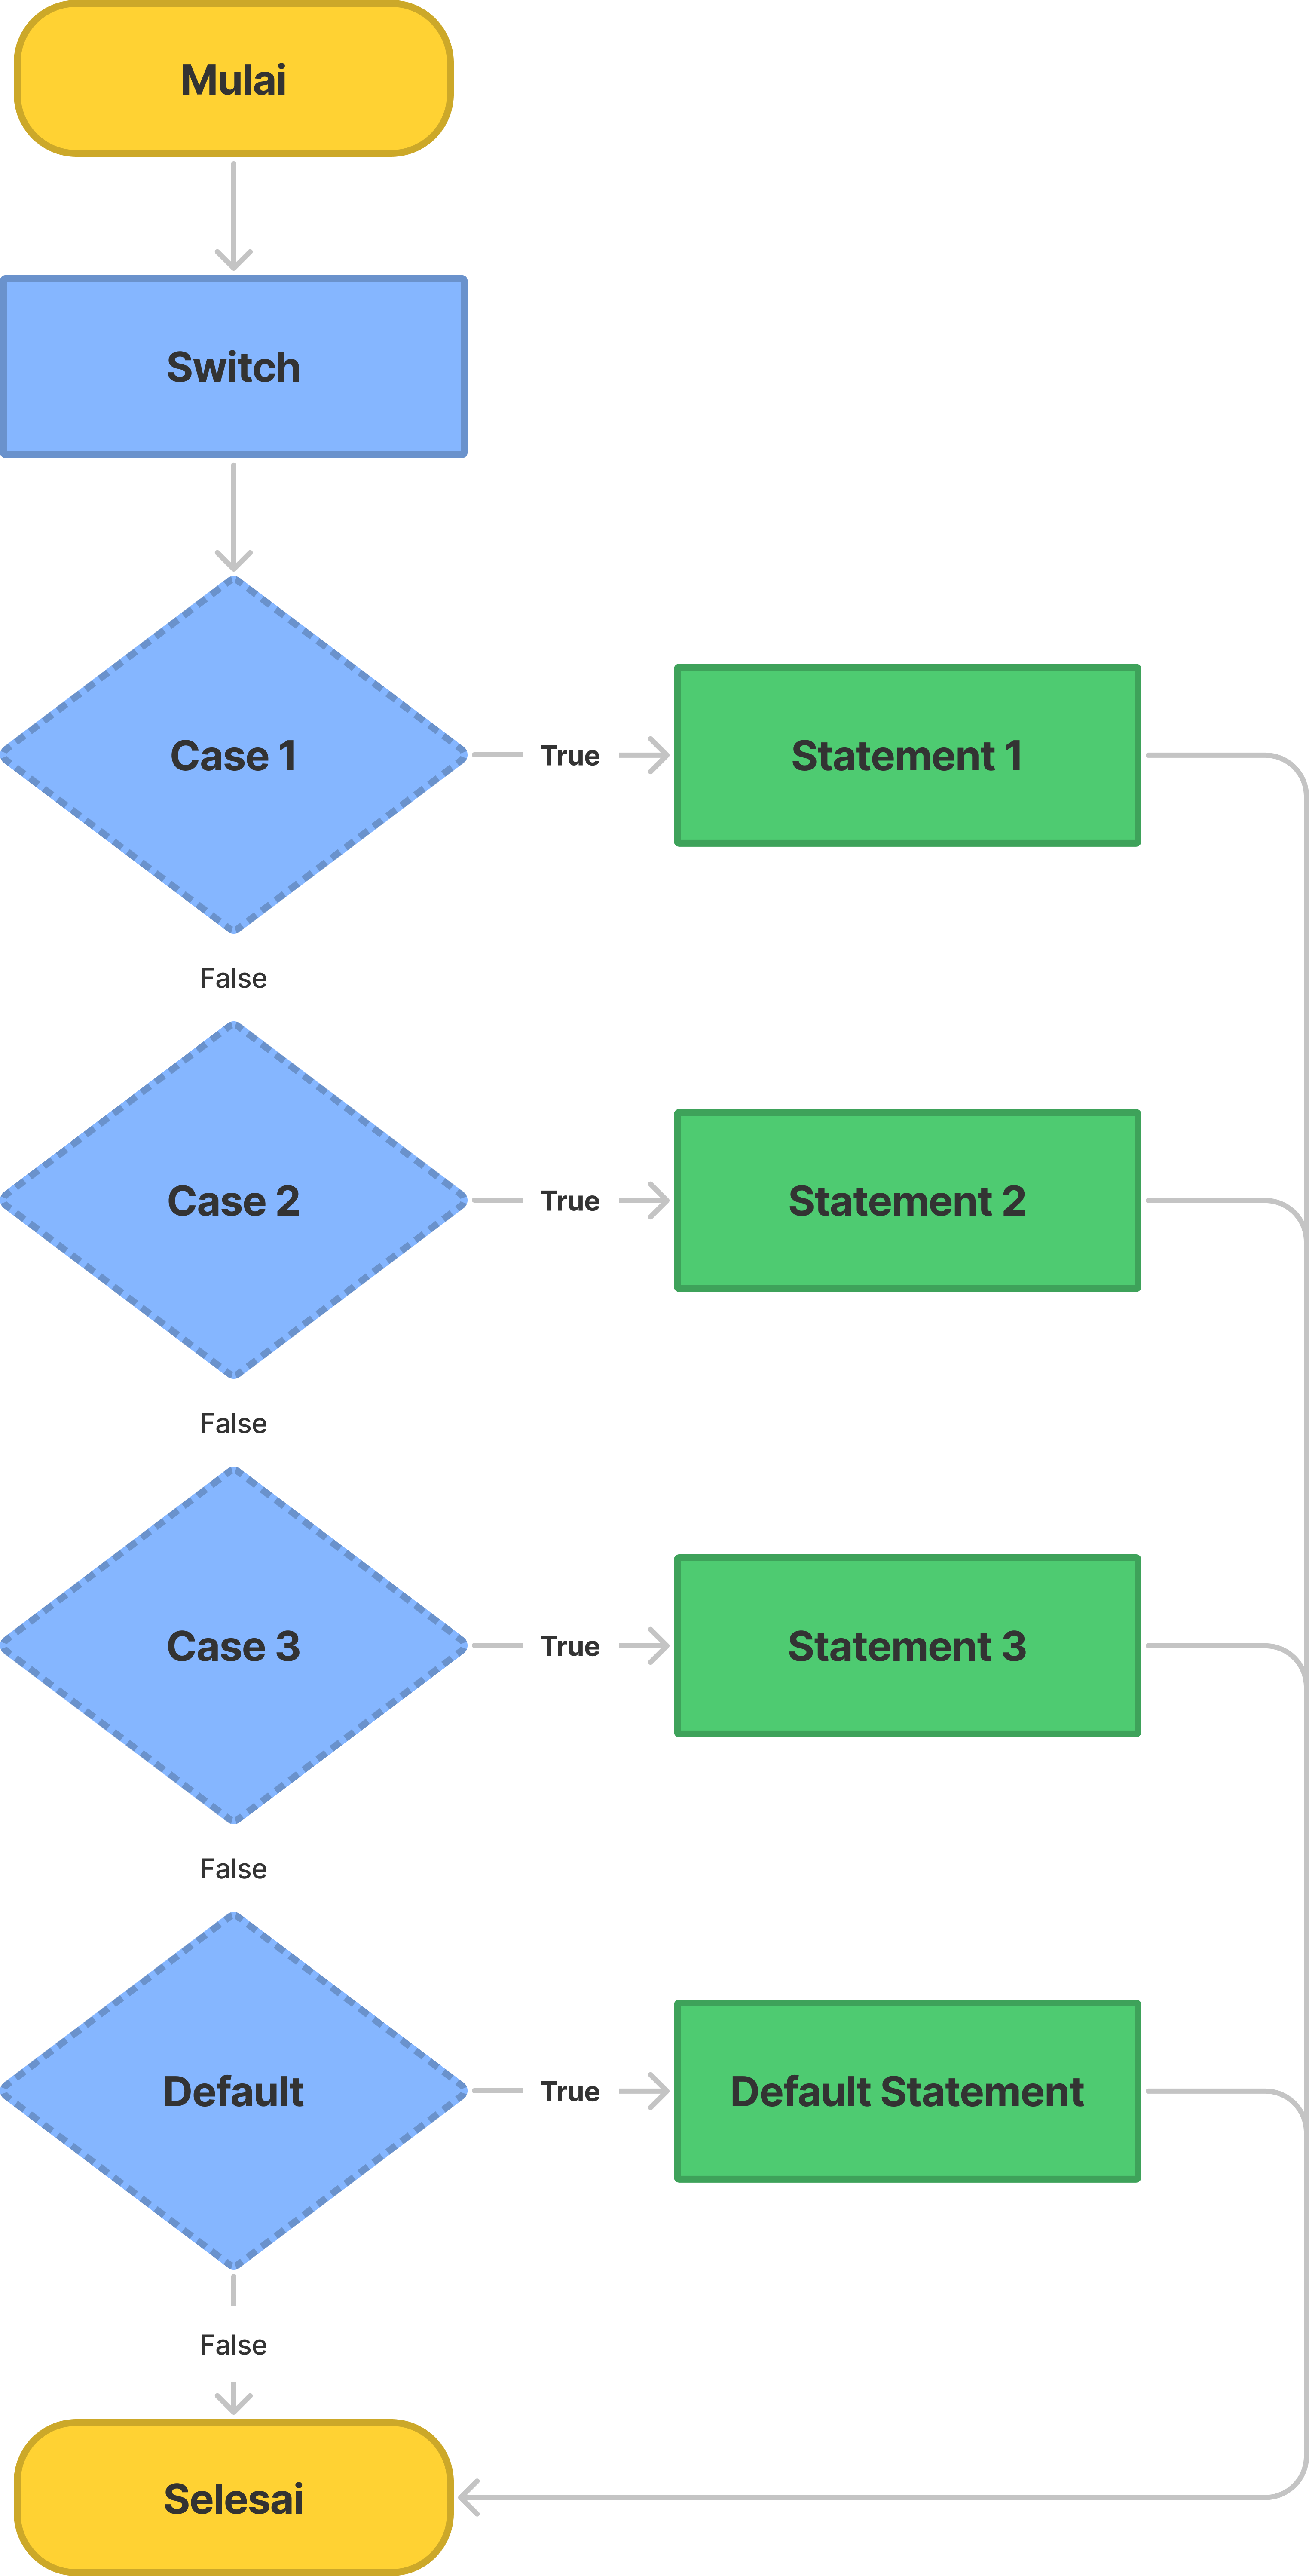 Mulai
Switch
Case 1
True
Statement 1
False
Case 2
True
Statement 2
False
Case 3
True
Statement 3
False
Default
True
Default Statement
False
Selesai